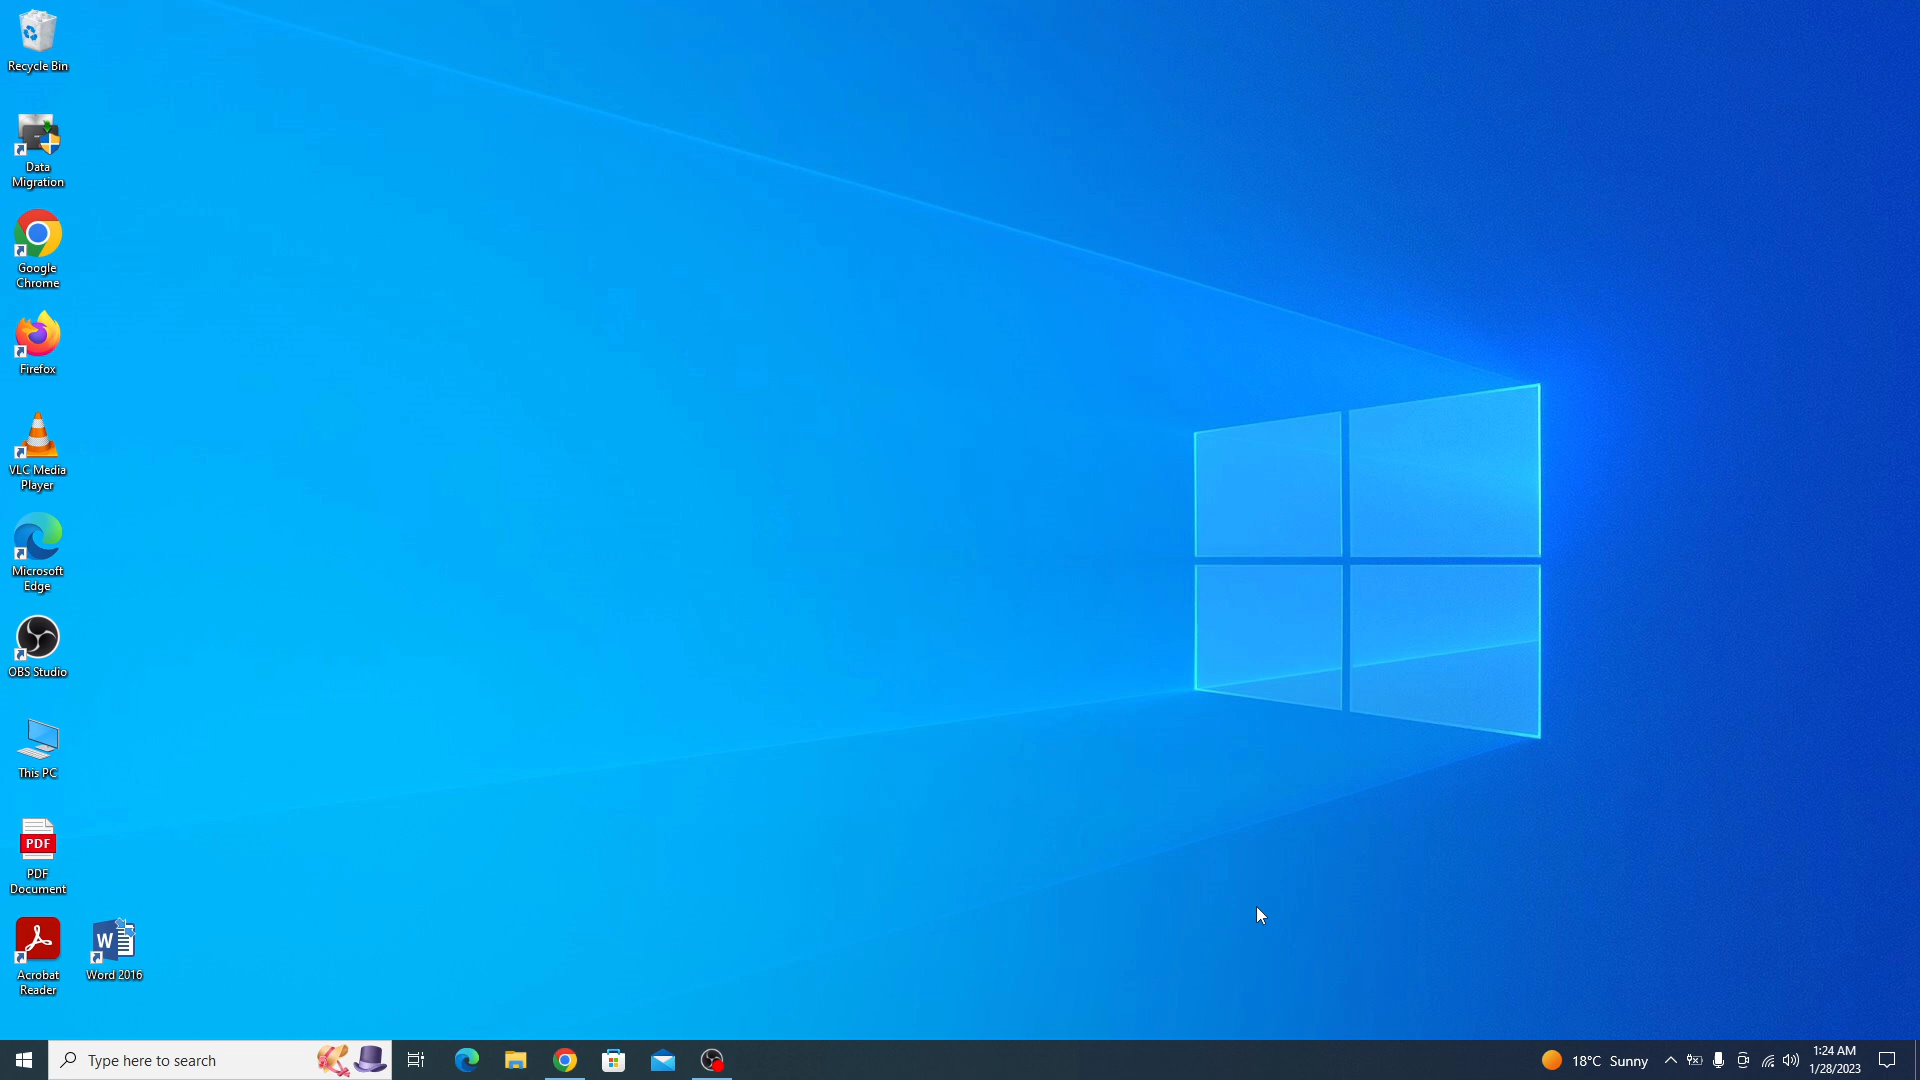 Recycle Bin
Data
Migration
Google
Chrome
Firefox
VLC Media
Player
Microsoft
Edge
OBS Studio
This PC
PDF
PDF
Document
Acrobat
Reader
W
Word 2016
Type here to search
18°C Sunny
1:24 AM
1/28/2023